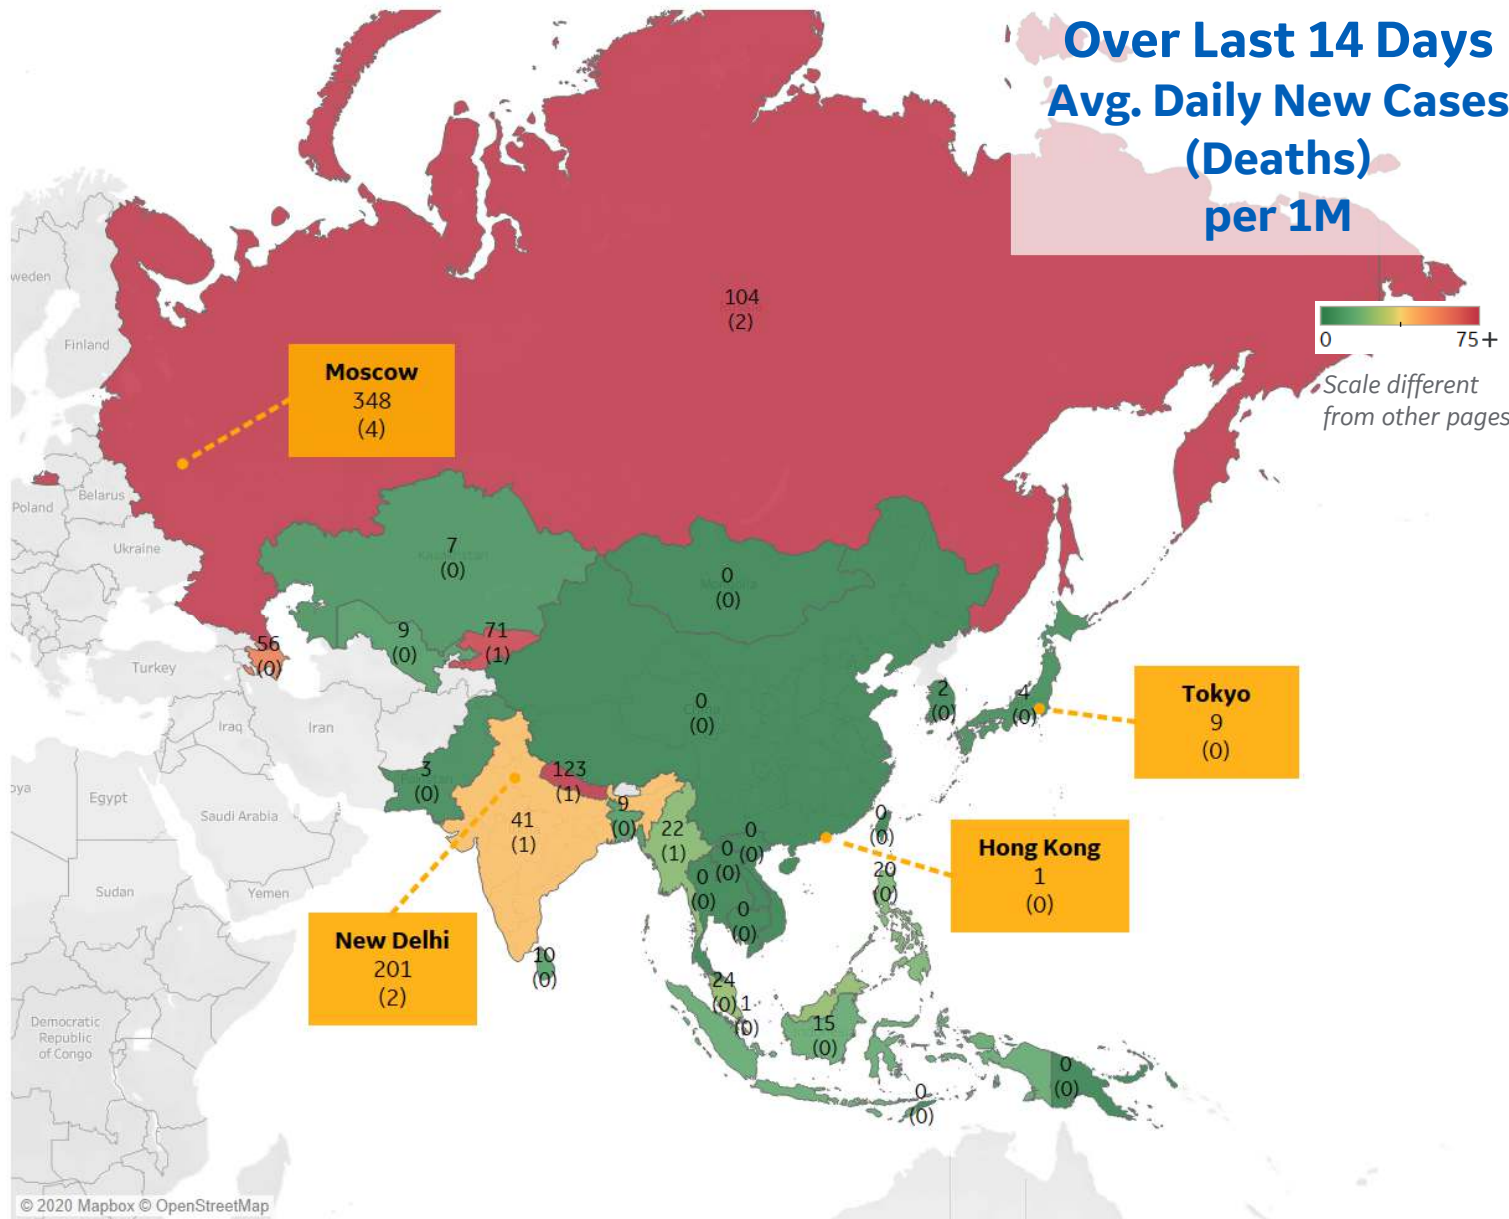 Over Last 14 Days
Avg. Daily New Cases
(Deaths)
per 1M
0
75+
Scale different
from other pages
104
(2)
Moscow
348
(4)
weden
Finland
Belarus
Poland
Ukraine
Turkey
Iraq
Iran
oya
Egypt
Saudi Arabia
Sudan
Yemen
Democratic
Republic
of Congo
7
(0)
0
(0)
9
(0)
71
(1)
56
(0)
0
(0)
2
(0)
4
(0)
Tokyo
9
(0)
3
(0)
123
(1)
9
(0)
41
(1)
22
(1)
0
(0)
0
(0)
0
(0)
0
(0)
0
(0)
20
(0)
Hong Kong
1
(0)
New Delhi
201
(2)
10
(0)
24
(0)
1
(0)
15
(0)
0
(0)
0
(0)
© 2020 Mapbox © OpenStreetMap